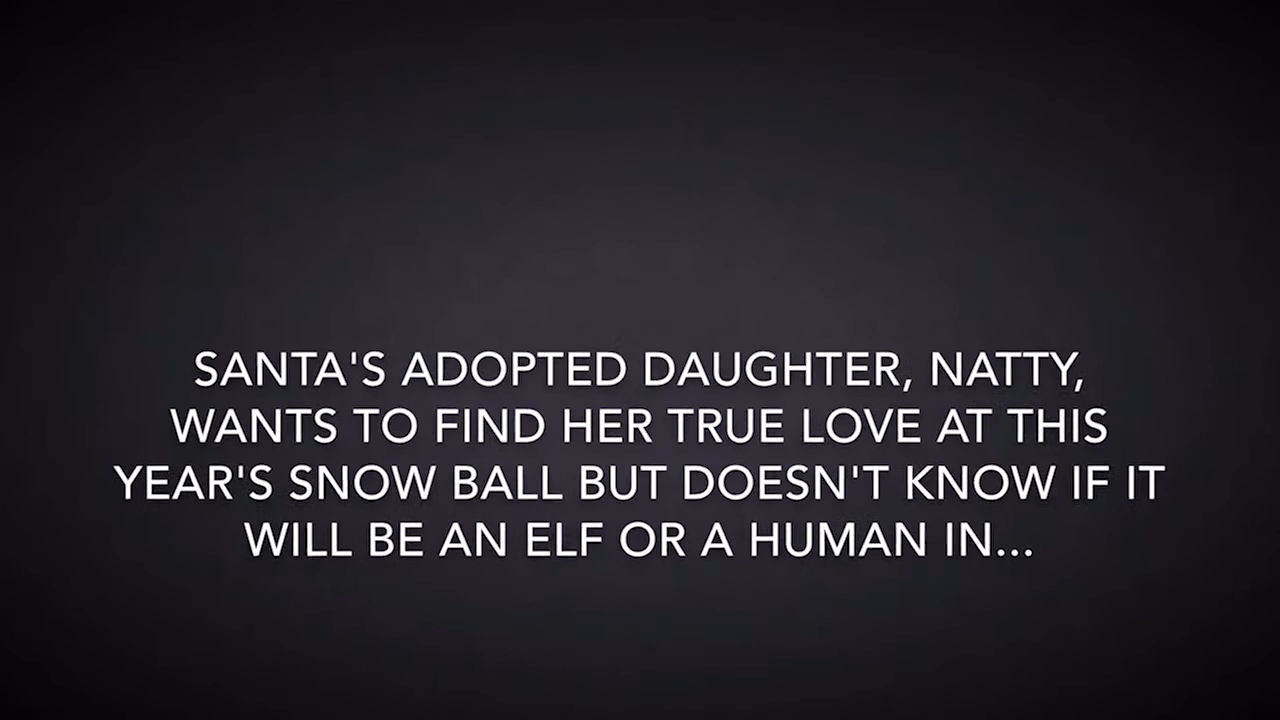 SANTA'S ADOPTED DAUGHTER, NATTY,
WANTS TO FIND HER TRUE LOVE AT THIS
YEAR'S SNOW BALL BUT DOESN'T KNOW IF IT
WILL BE AN ELF OR A HUMAN IN...